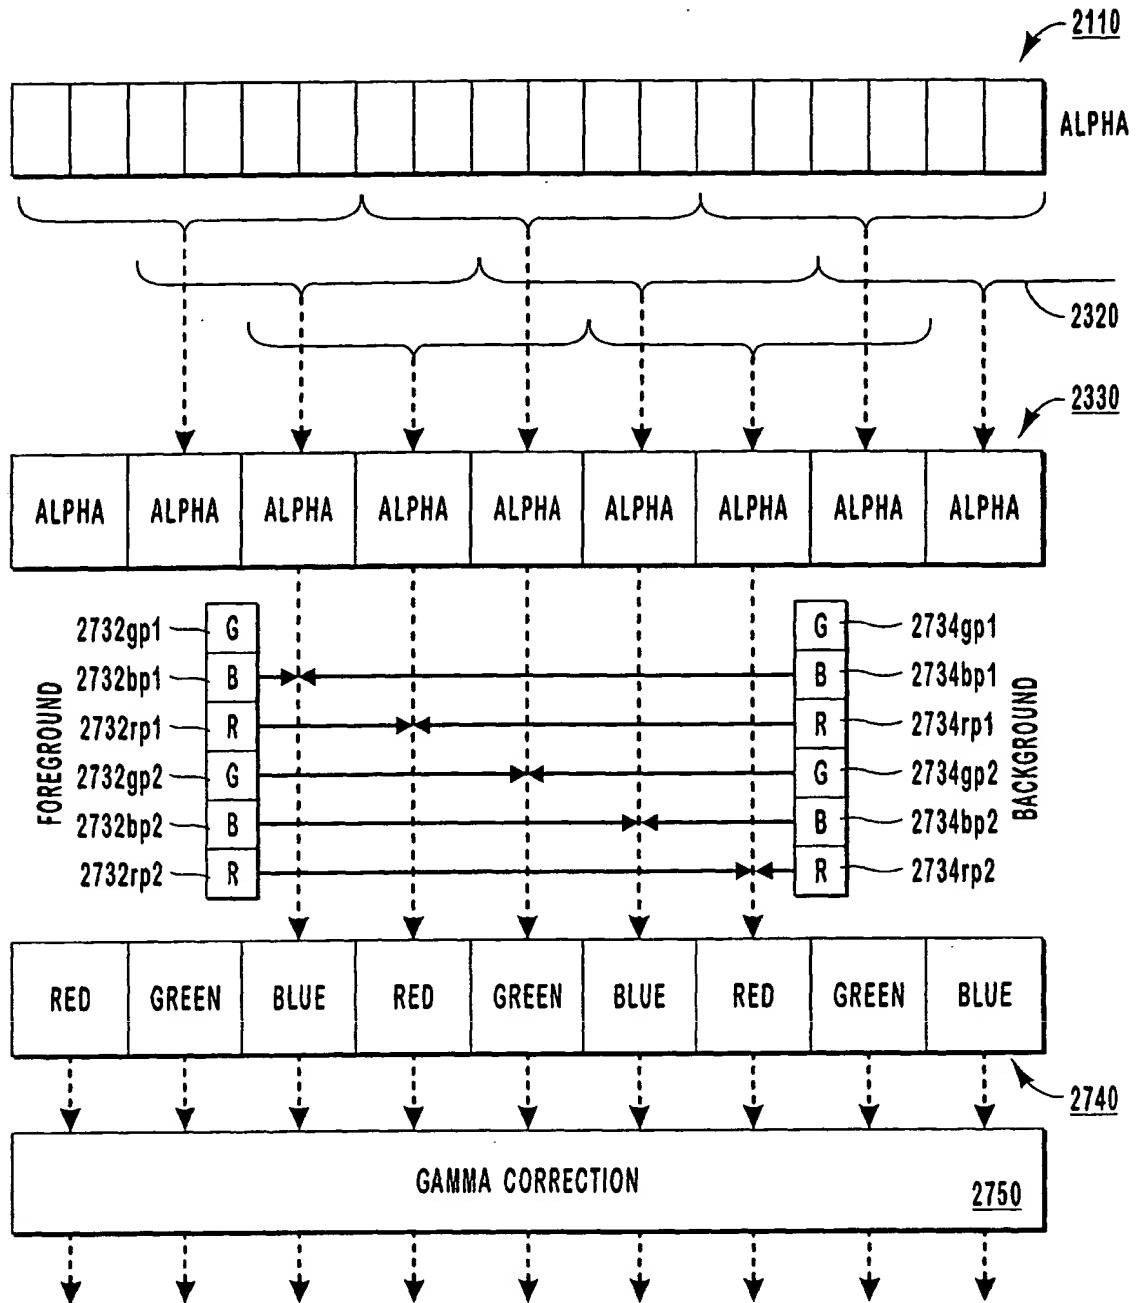 2110
ALPHA
2320
2330
ALPHA ALPHA ALPHA ALPHA ALPHA ALPHA ALPHA ALPHA ALPHA
FOREGROUND
2732gp1 G G 2734gp1
2732bp1 B B 2734bp1
2732rp1 R R 2734rp1
2732gp2 G G 2734gp2
2732bp2 B B 2734bp2
2732rp2 R R 2734rp2
BACKGROUND
RED GREEN BLUE RED GREEN BLUE RED GREEN BLUE
2740
GAMMA CORRECTION
2750